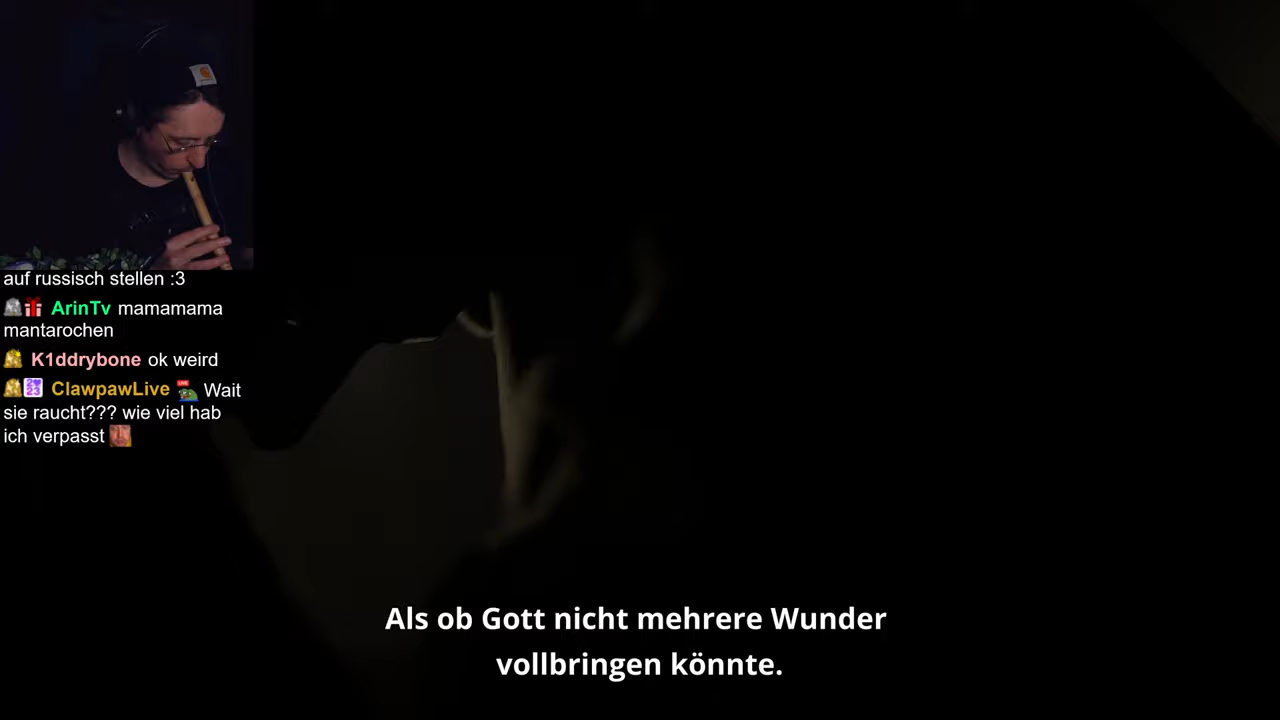 auf russisch stellen :3
ArinTv mamamama
mantarochen
K1ddrybone ok weird
ClawpawLive Wait
sie raucht??? wie viel hab
ich verpasst
Als ob Gott nicht mehrere Wunder
vollbringen könnte.